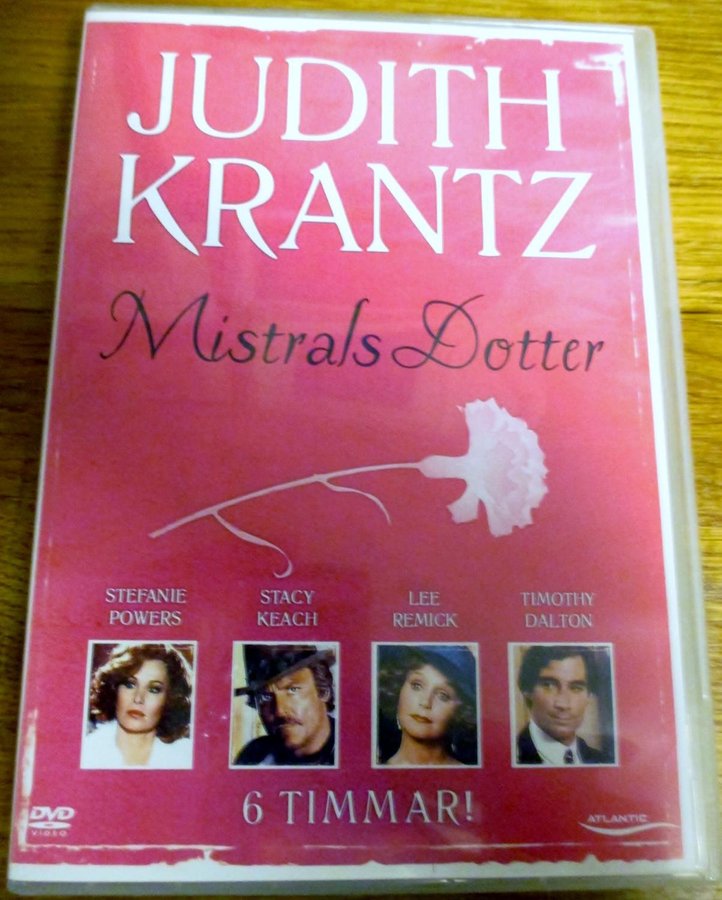 JUDITH
KRANTZ
Mistrals Dotter
STEFANIE
POWERS
STACY
KEACH
LEE
REMICK
TIMOTHY
DALTON
6 TIMMAR!
DVD
VIDEO
ATLANTIC